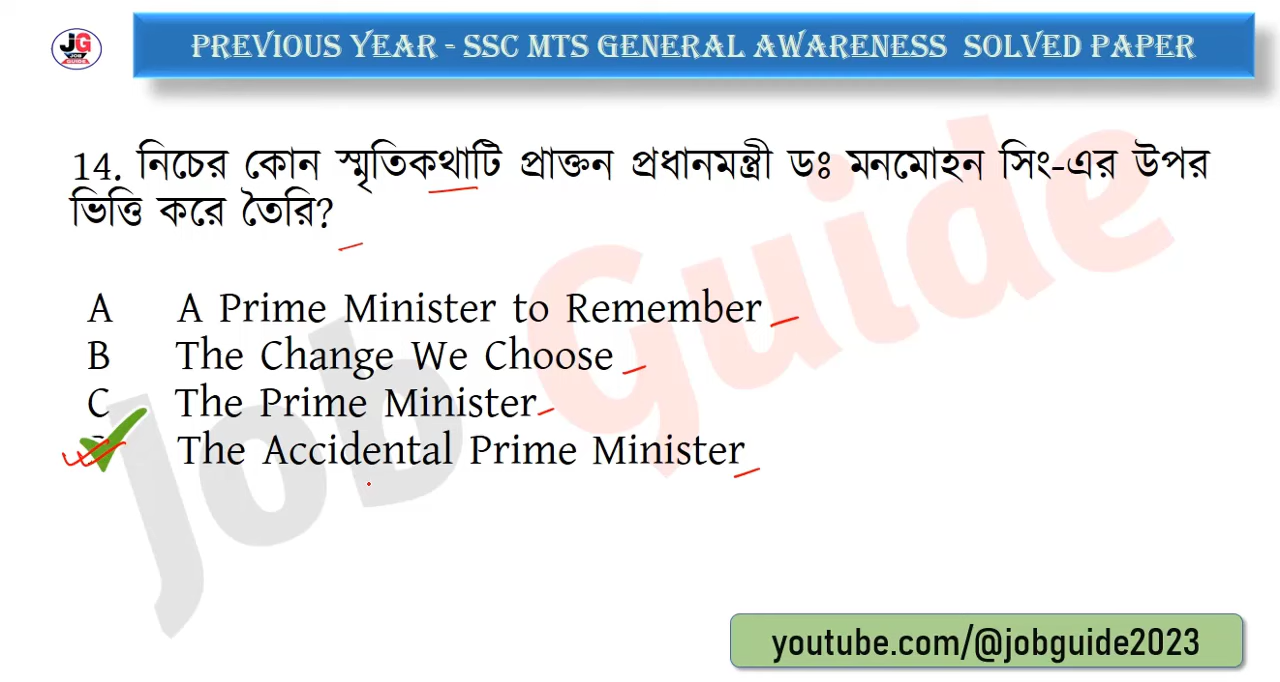 JG
JOB
GUIDE
PREVIOUS YEAR - SSC MTS GENERAL AWARENESS SOLVED PAPER
14. নিচের কোন স্মৃতিকথাটি প্রাক্তন প্রধানমন্ত্রী ডঃ মনমোহন সিং-এর উপর
ভিত্তি করে তৈরি?
A A Prime Minister to Remember
B The Change We Choose
C The Prime Minister
The Accidental Prime Minister
Job Guide
youtube.com/@jobguide2023